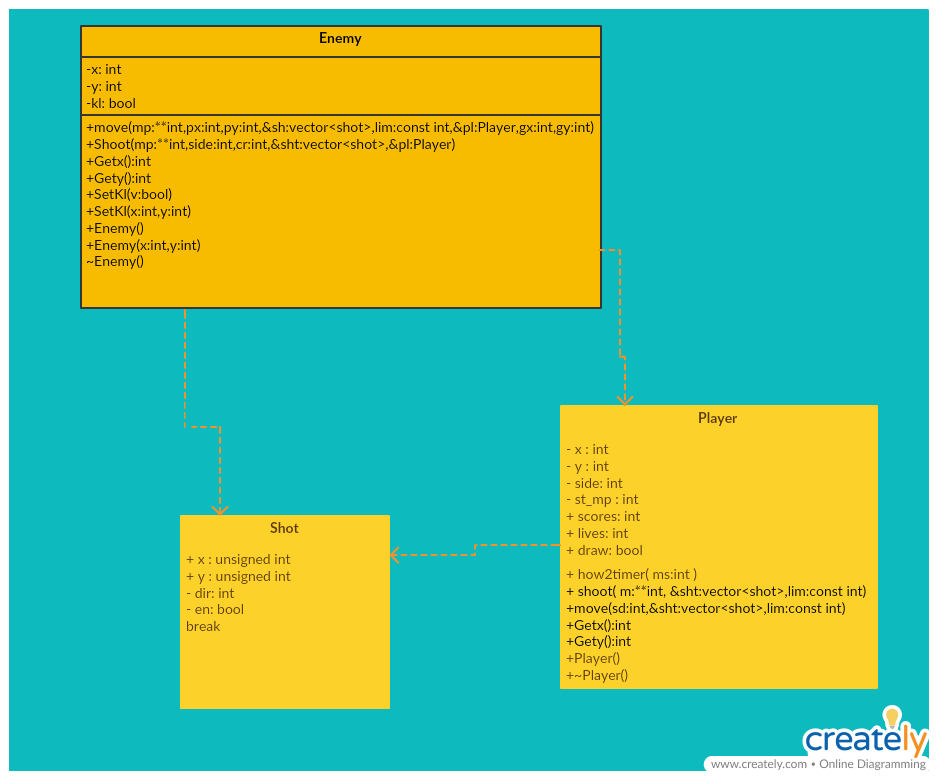 Enemy
-x: int
-y: int
-kl: bool
+move(mp:**int,px:int,py:int,&sh:vector<shot>,lim:const int,&pl:Player,gx:int,gy:int)
+Shoot(mp:**int,side:int,cr:int,&sht:vector<shot>,&pl:Player)
+Getx():int
+Gety():int
+SetKl(v:bool)
+SetKl(x:int,y:int)
+Enemy()
+Enemy(x:int,y:int)
~Enemy()
Player
- x : int
- y : int
- side: int
- st_mp : int
+ scores: int
+ lives: int
+ draw: bool
+ how2timer( ms:int )
+ shoot( m:**int, &sht:vector<shot>,lim:const int)
+move(sd:int,&sht:vector<shot>,lim:const int)
+Getx():int
+Gety():int
+Player()
+~Player()
Shot
+ x : unsigned int
+ y : unsigned int
- dir: int
- en: bool
break
creately
www.creately.com • Online Diagramming